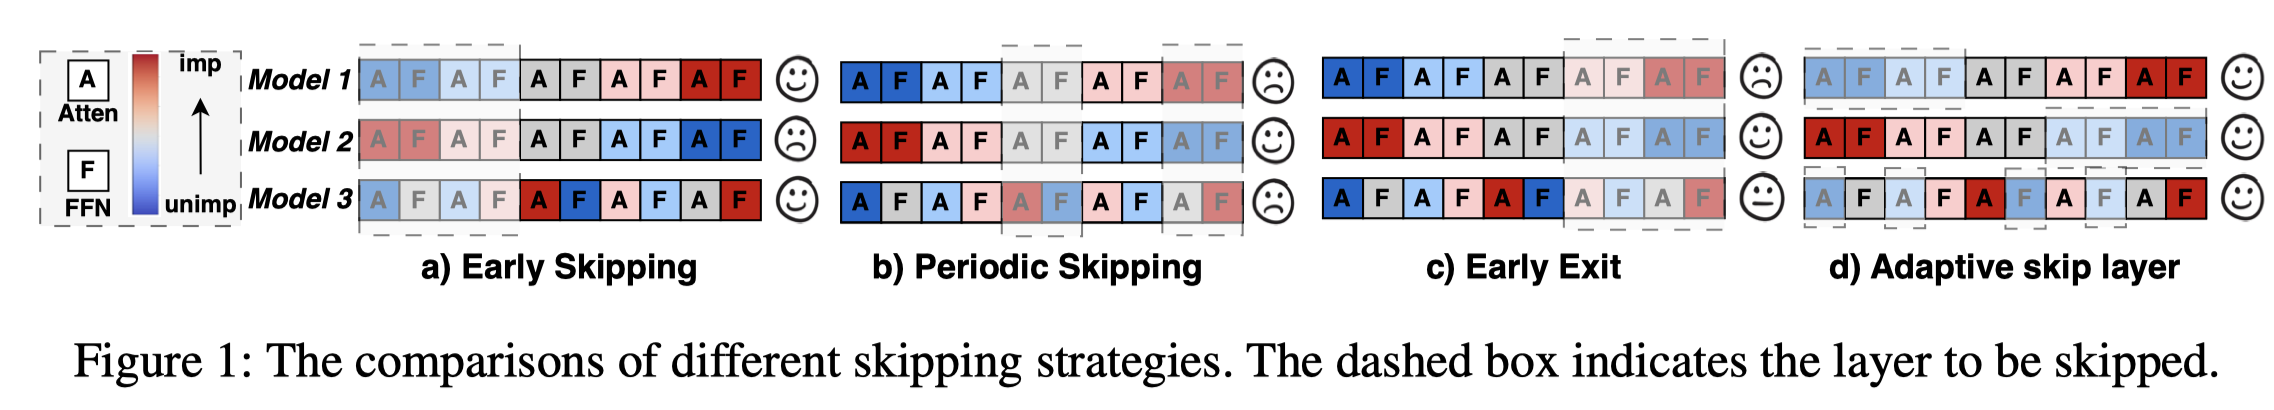 A
Atten
F
FFN
imp
unimp
Model 1 A F A F A F A F A F
Model 2 A F A F A F A F A F
Model 3 A F A F A F A F A F
a) Early Skipping
A F A F A F A F A F
A F A F A F A F A F
A F A F A F A F A F
b) Periodic Skipping
A F A F A F A F A F
A F A F A F A F A F
A F A F A F A F A F
c) Early Exit
A F A F A F A F A F
A F A F A F A F A F
A F A F A F A F A F
d) Adaptive skip layer
Figure 1: The comparisons of different skipping strategies. The dashed box indicates the layer to be skipped.